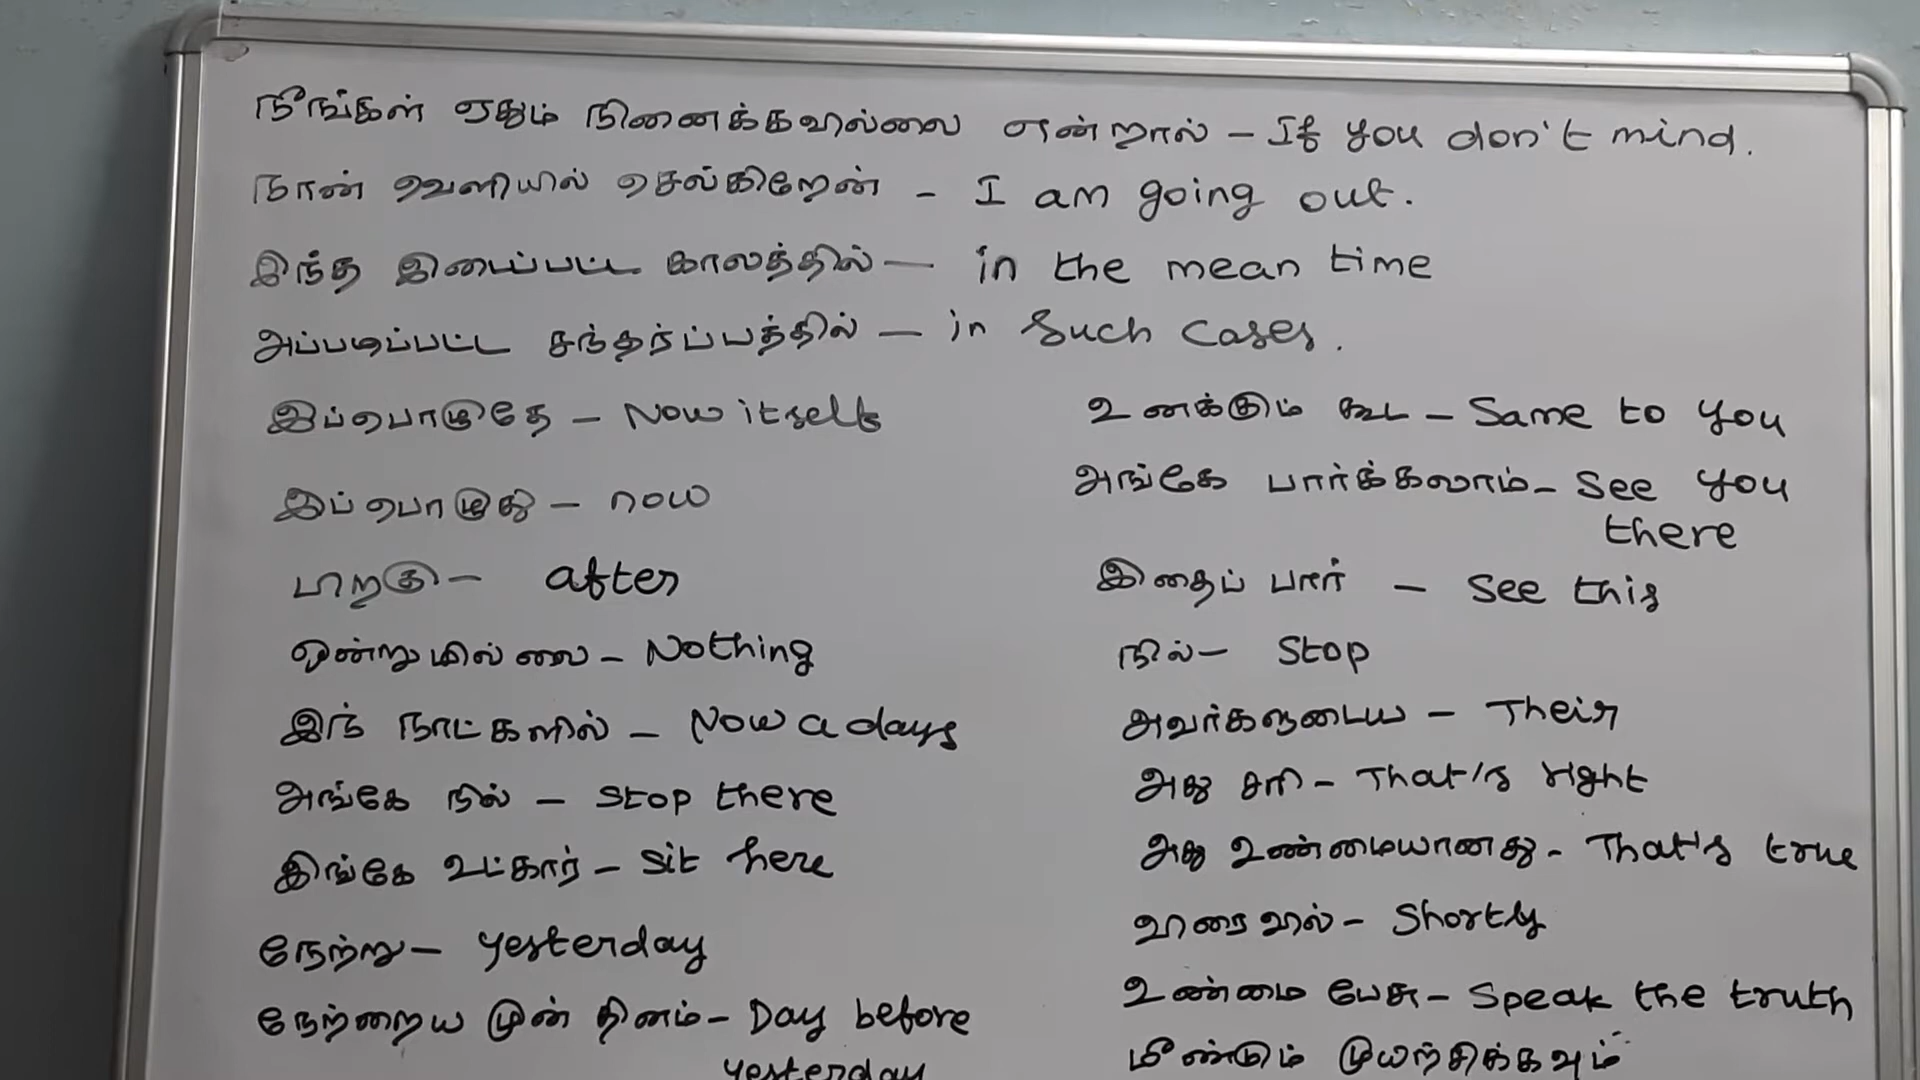 நீங்கள் ஏதும் நினைக்கவில்லை என்றால் – If you don't mind.
நான் வெளியில் செல்கிறேன் – I am going out.
இந்த இடைப்பட்ட காலத்தில் – in the mean time
அப்படிப்பட்ட சந்தர்ப்பத்தில் – in such cases.
இப்பொழுதே – Now itself
இப்பொழுது – now
பிறகு – after
ஒன்றுமில்லை – Nothing
இந் நாட்களில் – Now a days
அங்கே நில் – stop there
இங்கே உட்கார் – sit here
நேற்று – yesterday
நேற்றைய முன் தினம் – Day before
yesterday
உனக்கும் கூட – Same to you
அங்கே பார்க்கலாம் – See you
there
இதைப் பார் – See this
நில் – Stop
அவர்களுடைய – Their
அது சரி – That's right
அது உண்மையானது – That's true
விரைவில் – Shortly
உண்மை பேசு – Speak the truth
மீண்டும் முயற்சிக்கவும்